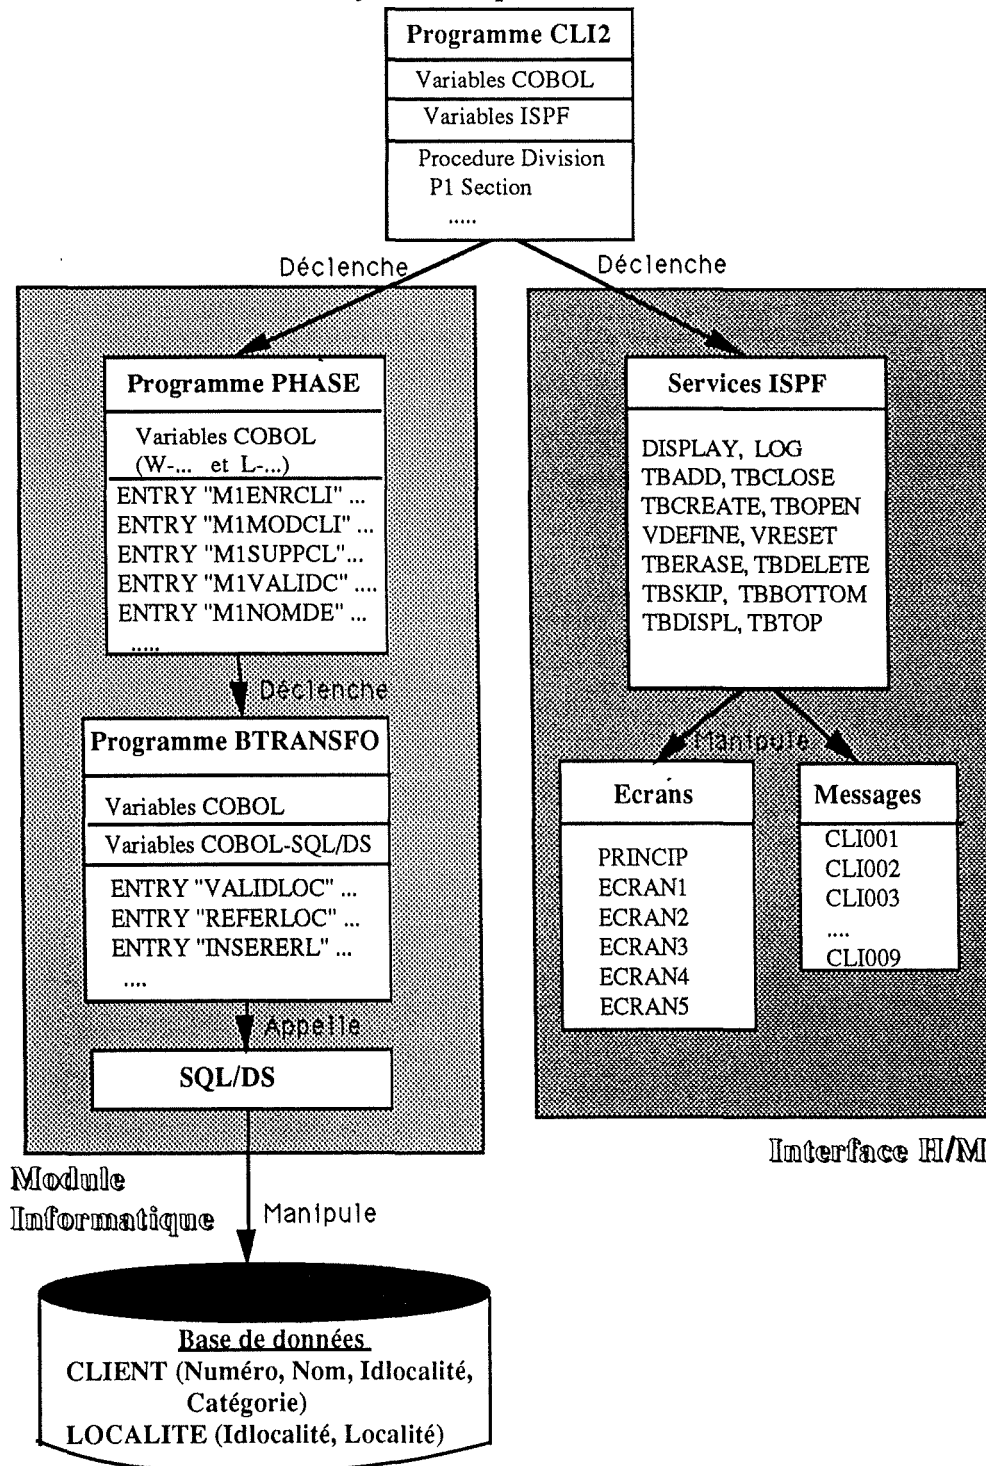 Programme CLI2
Variables COBOL
Variables ISPF
Procedure Division
P1 Section
.....
Déclenche
Déclenche
Programme PHASE
Variables COBOL
(W-... et L-...)
ENTRY "M1ENRCLI" ...
ENTRY "M1MODCLI" ...
ENTRY "M1SUPPCL"...
ENTRY "M1VALIDC" ....
ENTRY "M1NOMDE" ...
.....
Déclenche
Programme BTRANSFO
Variables COBOL
Variables COBOL-SQL/DS
ENTRY "VALIDLOC" ...
ENTRY "REFERLOC" ...
ENTRY "INSERERL" ...
....
Appelle
SQL/DS
Module
Informatique
Manipule
Base de données
CLIENT (Numéro, Nom, Idlocalité,
Catégorie)
LOCALITE (Idlocalité, Localité)
Services ISPF
DISPLAY, LOG
TBADD, TBCLOSE
TBCREATE, TBOPEN
VDEFINE, VRESET
TBERASE, TBDELETE
TBSKIP, TBBOTTOM
TBDISPL, TBTOP
Manipule
Ecrans
PRINCIP
ECRAN1
ECRAN2
ECRAN3
ECRAN4
ECRAN5
Messages
CLI001
CLI002
CLI003
....
CLI009
Interface H/M